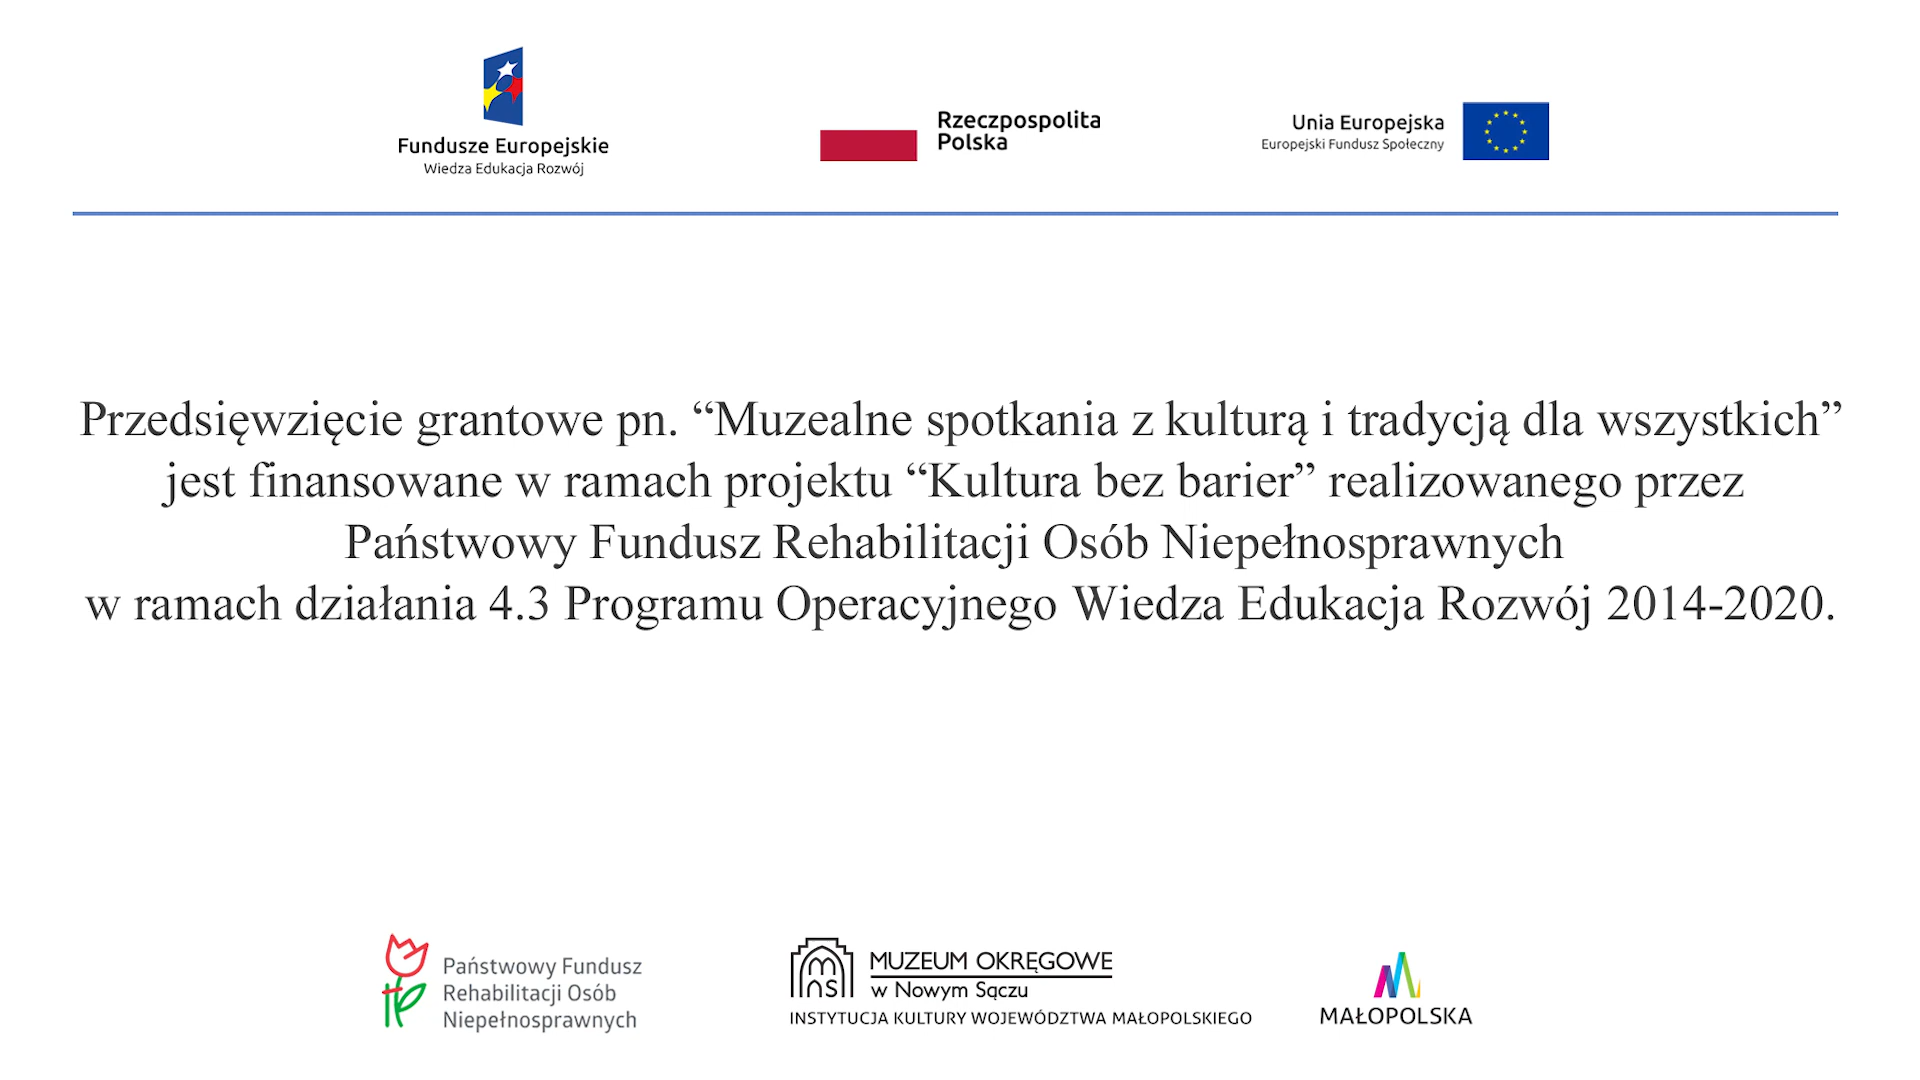 Fundusze Europejskie
Wiedza Edukacja Rozwój
Rzeczpospolita
Polska
Unia Europejska
Europejski Fundusz Społeczny
Przedsięwzięcie grantowe pn. “Muzealne spotkania z kulturą i tradycją dla wszystkich”
jest finansowane w ramach projektu “Kultura bez barier” realizowanego przez
Państwowy Fundusz Rehabilitacji Osób Niepełnosprawnych
w ramach działania 4.3 Programu Operacyjnego Wiedza Edukacja Rozwój 2014-2020.
Państwowy Fundusz
Rehabilitacji Osób
Niepełnosprawnych
m
ns
MUZEUM OKRĘGOWE
w Nowym Sączu
INSTYTUCJA KULTURY WOJEWÓDZTWA MAŁOPOLSKIEGO
MAŁOPOLSKA